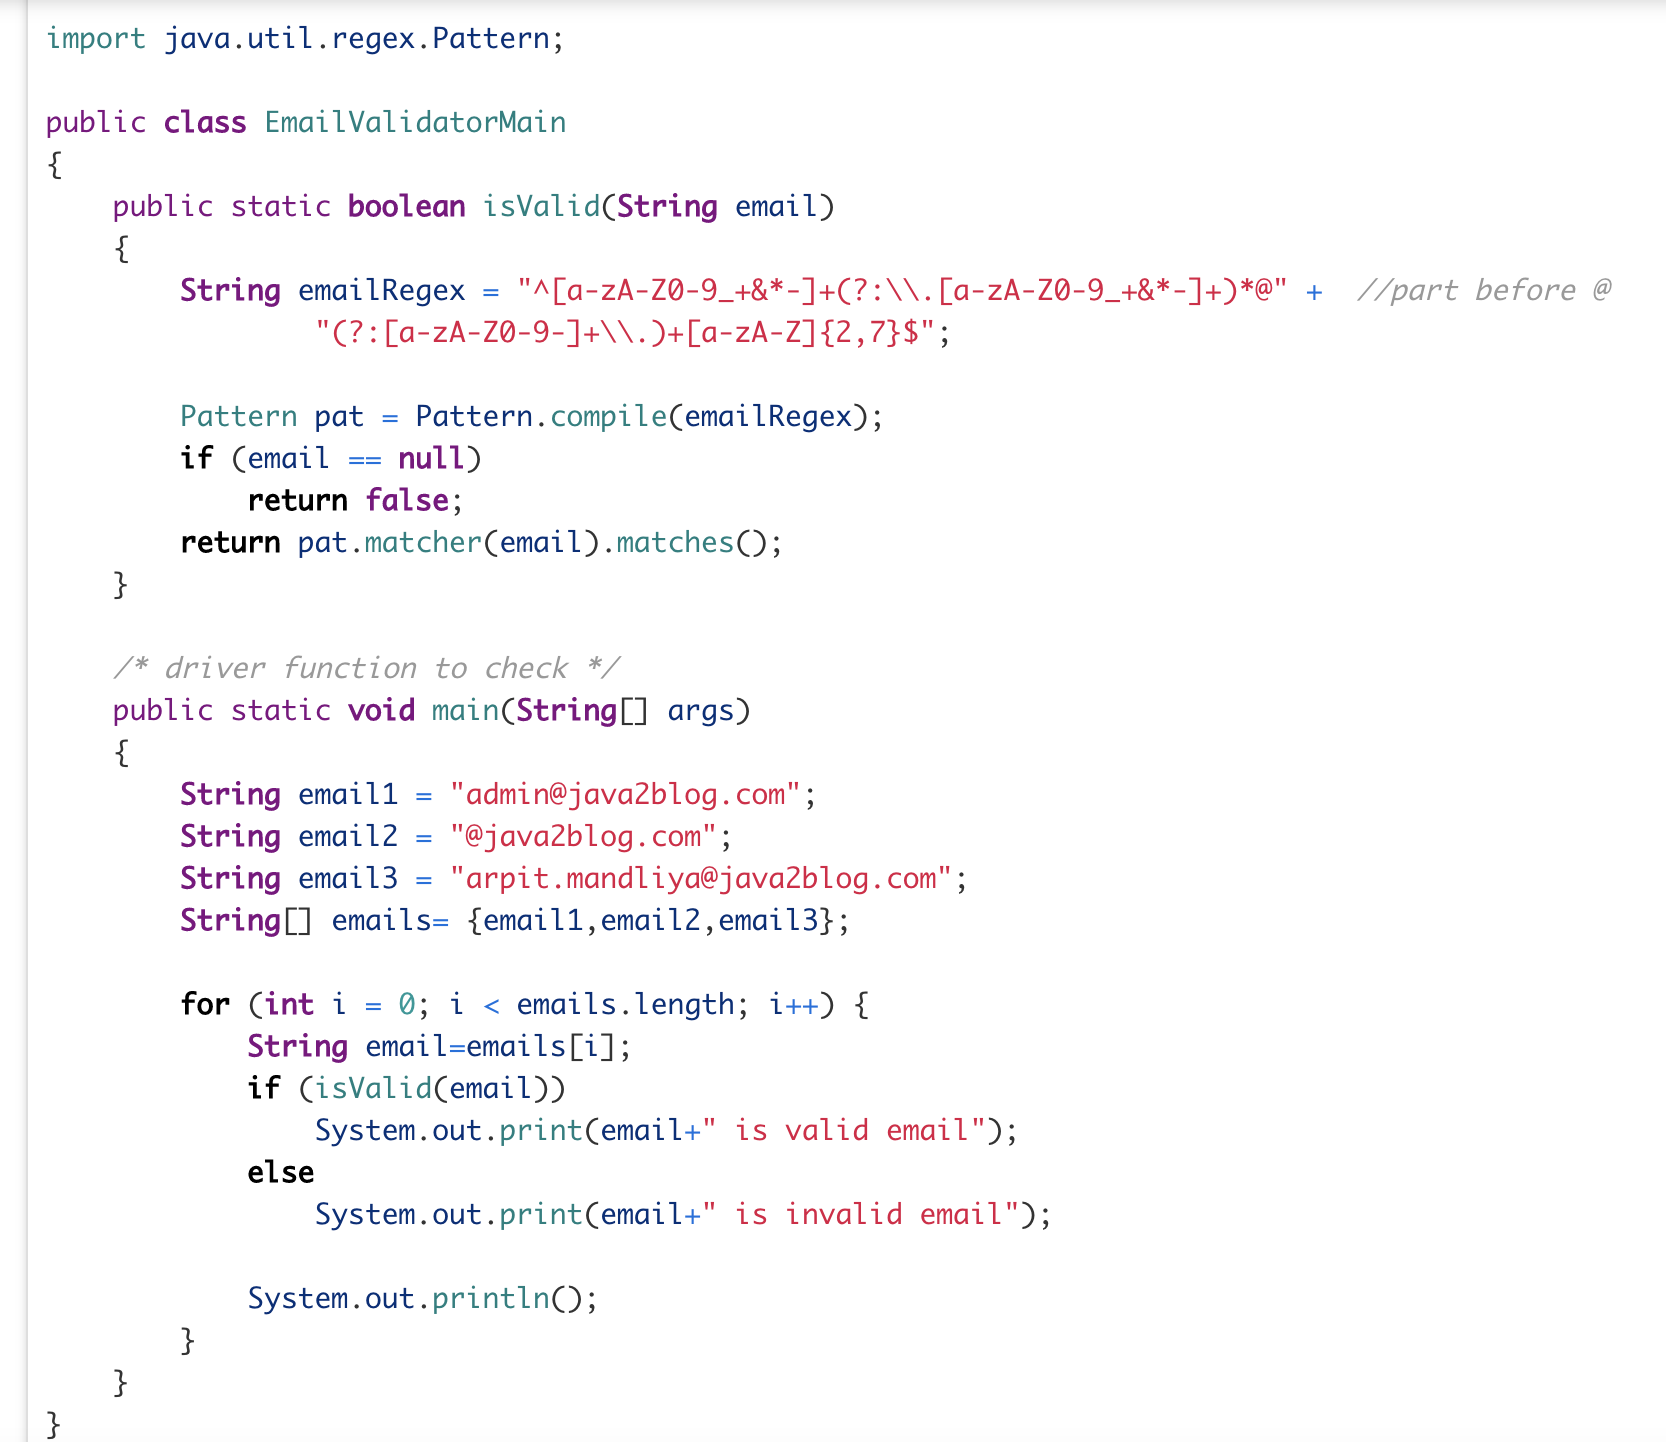 import java.util.regex.Pattern;

public class EmailValidatorMain
{
    public static boolean isValid(String email)
    {
        String emailRegex = "^[a-zA-Z0-9_+&*-]+(?:\\.[a-zA-Z0-9_+&*-]+)*@" +  //part before @
                "(?:[a-zA-Z0-9-]+\\.)+[a-zA-Z]{2,7}$";

        Pattern pat = Pattern.compile(emailRegex);
        if (email == null)
            return false;
        return pat.matcher(email).matches();
    }

    /* driver function to check */
    public static void main(String[] args)
    {
        String email1 = "admin@java2blog.com";
        String email2 = "@java2blog.com";
        String email3 = "arpit.mandliya@java2blog.com";
        String[] emails= {email1,email2,email3};

        for (int i = 0; i < emails.length; i++) {
            String email=emails[i];
            if (isValid(email))
                System.out.print(email+" is valid email");
            else
                System.out.print(email+" is invalid email");

            System.out.println();
        }
    }
}